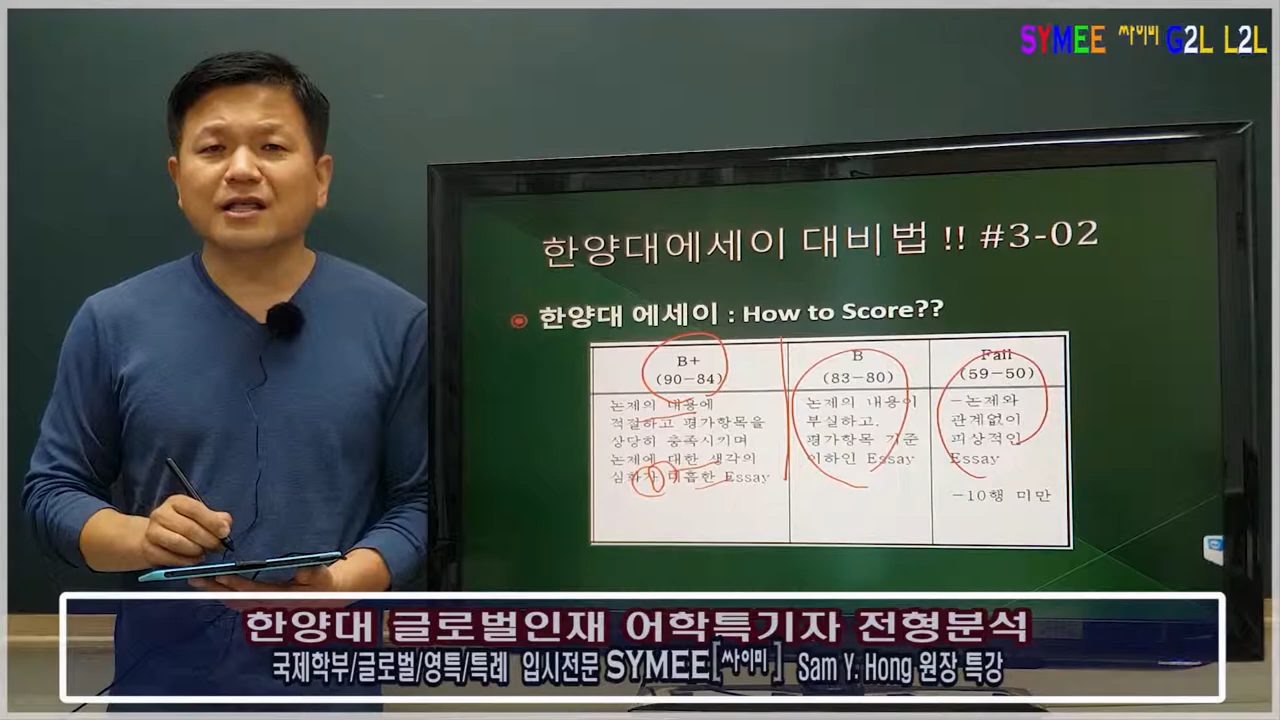 SYMEE 싸이미 G2L L2L
한양대에세이 대비법 !! #3-02
한양대 에세이 : How to Score??
B+
(90-84)
논제의 내용에
적절하고 평가항목을
상당히 충족시키며
논제에 대한 생각의
심화가 미흡한 Essay
B
(83-80)
논제의 내용이
부실하고,
평가항목 기준
이하인 Essay
Fail
(59-50)
-논제와
관계없이
피상적인
Essay
-10행 미만
한양대 글로벌인재 어학특기자 전형분석
국제학부/글로벌/영특/특례 입시전문 SYMEE[싸이미] Sam Y. Hong 원장 특강